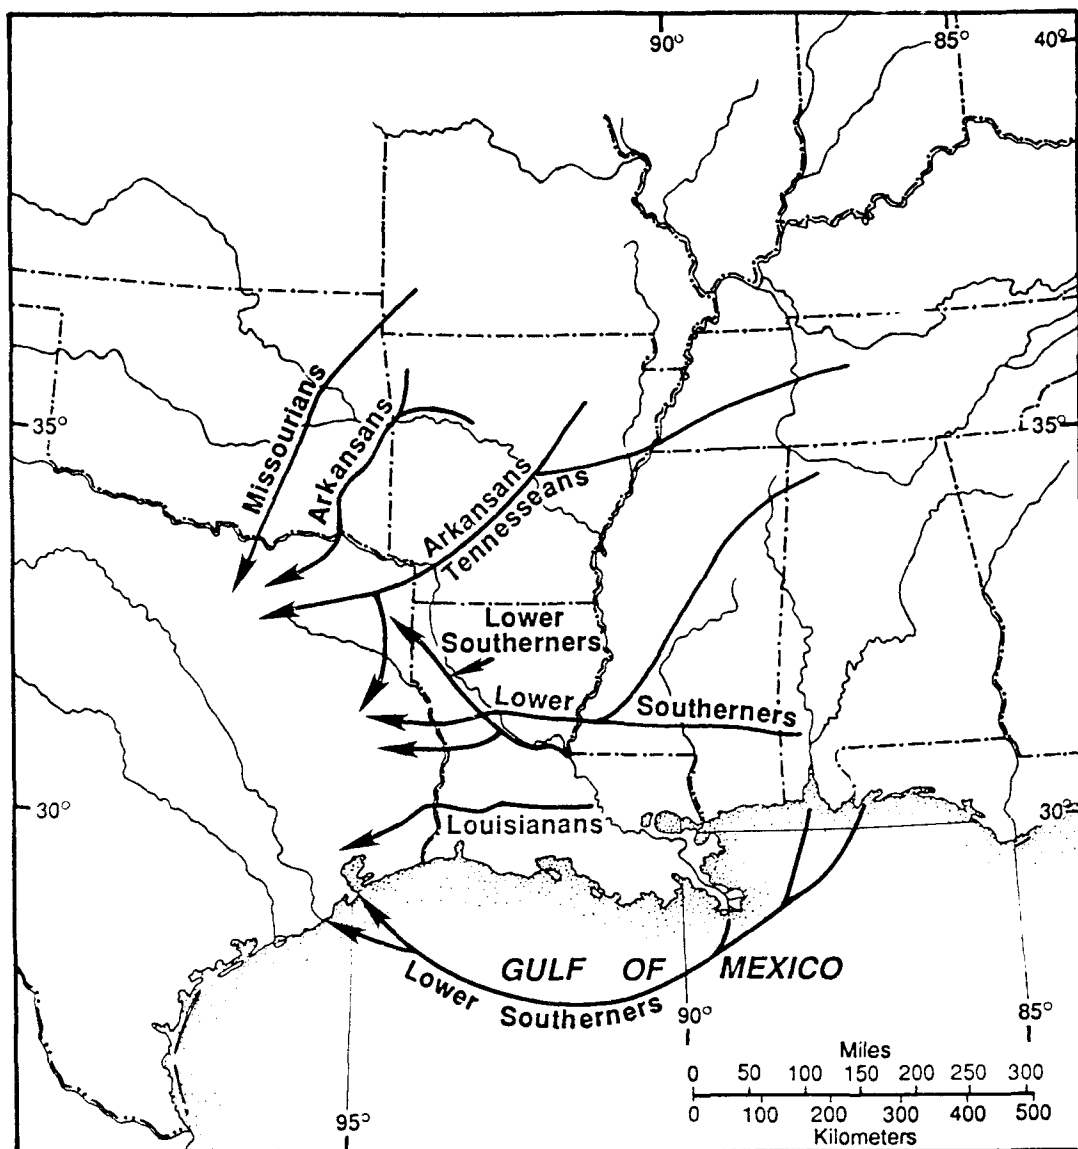 90°
85°
40°
Missourians
Arkansans
35°
35°
Arkansans
Tennesseans
Lower
Southerners
Lower Southerners
30°
30°
Louisianans
GULF OF MEXICO
Lower Southerners
90°
85°
95°
Miles
0 50 100 150 200 250 300
0 100 200 300 400 500
Kilometers